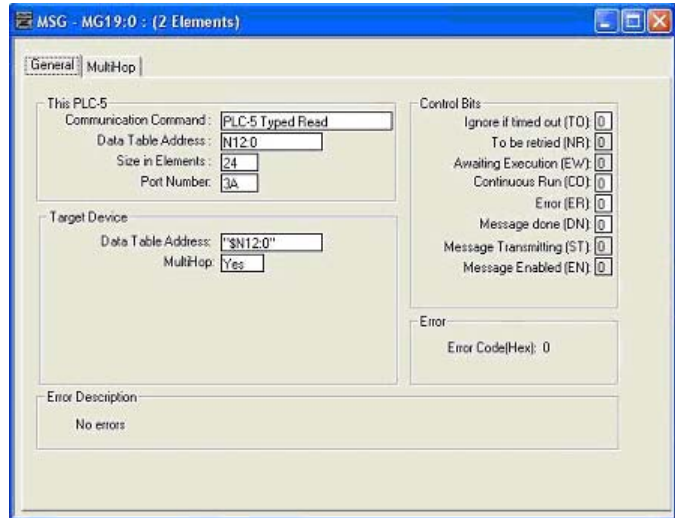 MSG - MG19:0 : (2 Elements)
General MultiHop
This PLC-5
Communication Command : PLC-5 Typed Read
Data Table Address : N12:0
Size in Elements : 24
Port Number: 3A
Target Device
Data Table Address: "$N12:0"
MultiHop: Yes
Control Bits
Ignore if timed out (TO): 0
To be retried (NR): 0
Awaiting Execution (EW): 0
Continuous Run (CO): 0
Error (ER): 0
Message done (DN): 0
Message Transmitting (ST): 0
Message Enabled (EN): 0
Error
Error Code(Hex): 0
Error Description
No errors